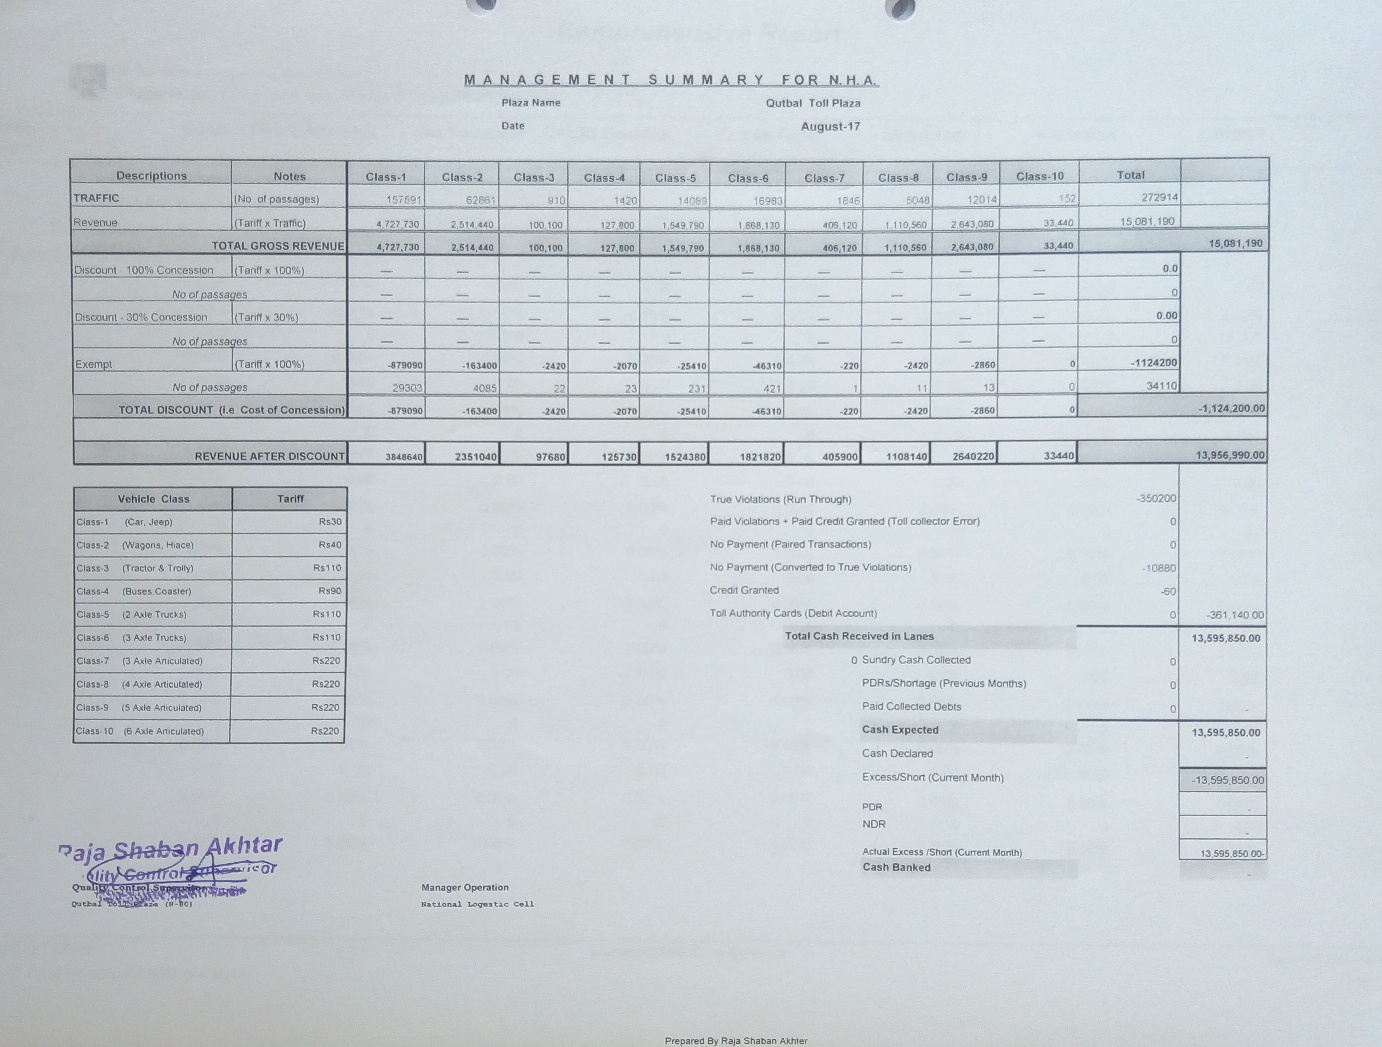 MANAGEMENT SUMMARY FOR N.H.A.
Plaza Name Qutbal Toll Plaza
Date August-17
Descriptions Notes Class-1 Class-2 Class-3 Class-4 Class-5 Class-6 Class-7 Class-8 Class-9 Class-10 Total
TRAFFIC (No of passages) 157591 62861 910 1420 14089 16983 1846 5048 12014 152 272914
Revenue (Tariff x Traffic) 4,727,730 2,514,440 100,100 127,800 1,549,790 1,868,130 406,120 1,110,560 2,643,080 33,440 15,081,190
TOTAL GROSS REVENUE 4,727,730 2,514,440 100,100 127,800 1,549,790 1,868,130 406,120 1,110,560 2,643,080 33,440 15,081,190
Discount - 100% Concession (Tariff x 100%) — — — — — — — — — — 0.0
No of passages — — — — — — — — — — 0
Discount - 30% Concession (Tariff x 30%) — — — — — — — — — — 0.00
No of passages — — — — — — — — — — 0
Exempt (Tariff x 100%) -879090 -163400 -2420 -2070 -25410 -46310 -220 -2420 -2860 0 -1124200
No of passages 29303 4085 22 23 231 421 1 11 13 0 34110
TOTAL DISCOUNT (i.e Cost of Concession) -879090 -163400 -2420 -2070 -25410 -46310 -220 -2420 -2860 0 -1,124,200.00
REVENUE AFTER DISCOUNT 3848640 2351040 97680 125730 1524380 1821820 405900 1108140 2640220 33440 13,956,990.00
Vehicle Class Tariff
Class-1 (Car, Jeep) Rs30
Class-2 (Wagons, Hiace) Rs40
Class-3 (Tractor & Trolly) Rs110
Class-4 (Buses Coaster) Rs90
Class-5 (2 Axle Trucks) Rs110
Class-6 (3 Axle Trucks) Rs110
Class-7 (3 Axle Articulated) Rs220
Class-8 (4 Axle Articulated) Rs220
Class-9 (5 Axle Articulated) Rs220
Class-10 (6 Axle Articulated) Rs220
True Violations (Run Through) -350200
Paid Violations + Paid Credit Granted (Toll collector Error) 0
No Payment (Paired Transactions) 0
No Payment (Converted to True Violations) -10880
Credit Granted -60
Toll Authority Cards (Debit Account) 0 -361,140.00
Total Cash Received in Lanes 13,595,850.00
0 Sundry Cash Collected 0
PDRs/Shortage (Previous Months) 0
Paid Collected Debts 0 -
Cash Expected 13,595,850.00
Cash Declared -
Excess/Short (Current Month) -13,595,850.00
PDR -
NDR -
Actual Excess /Short (Current Month) 13,595,850.00-
Cash Banked -
Raja Shaban Akhtar
Quality Control Supervisor
Quality Control Supervisor
Qutbal Toll Plaza
Manager Operation
National Logestic Cell
Prepared By Raja Shaban Akhter